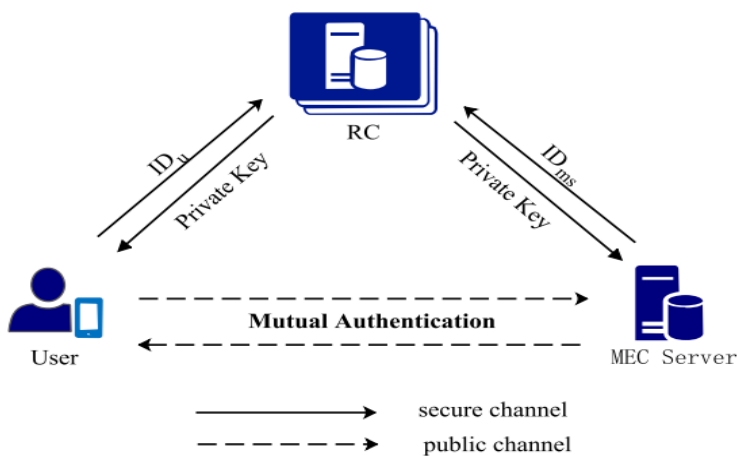 RC
ID_u
Private Key
Private Key
ID_ms
Mutual Authentication
User
MEC Server
secure channel
public channel